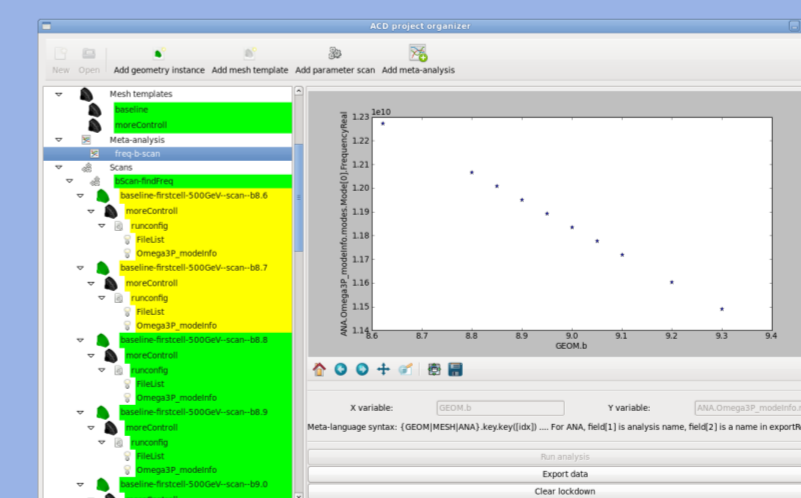 ACD project organizer
New Open Add geometry instance Add mesh template Add parameter scan Add meta-analysis
Mesh templates
baseline
moreControll
Meta-analysis
freq-b-scan
Scans
bScan-findFreq
baseline-firstcell-500GeV--scan--b8.6
moreControll
runconfig
FileList
Omega3P_modeInfo
baseline-firstcell-500GeV--scan--b8.7
moreControll
runconfig
FileList
Omega3P_modeInfo
baseline-firstcell-500GeV--scan--b8.8
moreControll
runconfig
FileList
Omega3P_modeInfo
baseline-firstcell-500GeV--scan--b8.9
moreControll
runconfig
FileList
Omega3P_modeInfo
baseline-firstcell-500GeV--scan--b9.0
1e10
1.23
1.22
1.21
1.20
1.19
1.18
1.17
1.16
1.15
1.14
ANA.Omega3P_modeInfo.modes.Mode[0].FrequencyReal
8.6 8.7 8.8 8.9 9.0 9.1 9.2 9.3 9.4
GEOM.b
X variable: GEOM.b Y variable: ANA.Omega3P_modeInfo.
Meta-language syntax: {GEOM|MESH|ANA}.key.key([idx]) .... For ANA, field[1] is analysis name, field[2] is a name in exportR
Run analysis
Export data
Clear lockdown